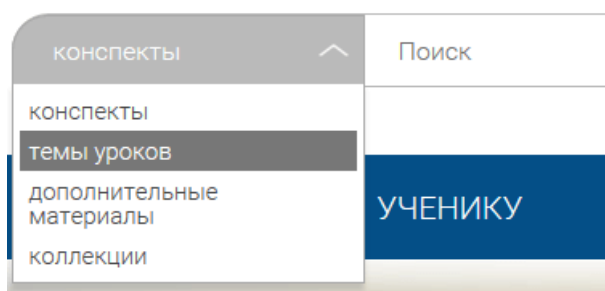 конспекты
Поиск
конспекты
темы уроков
дополнительные
материалы
коллекции
УЧЕНИКУ